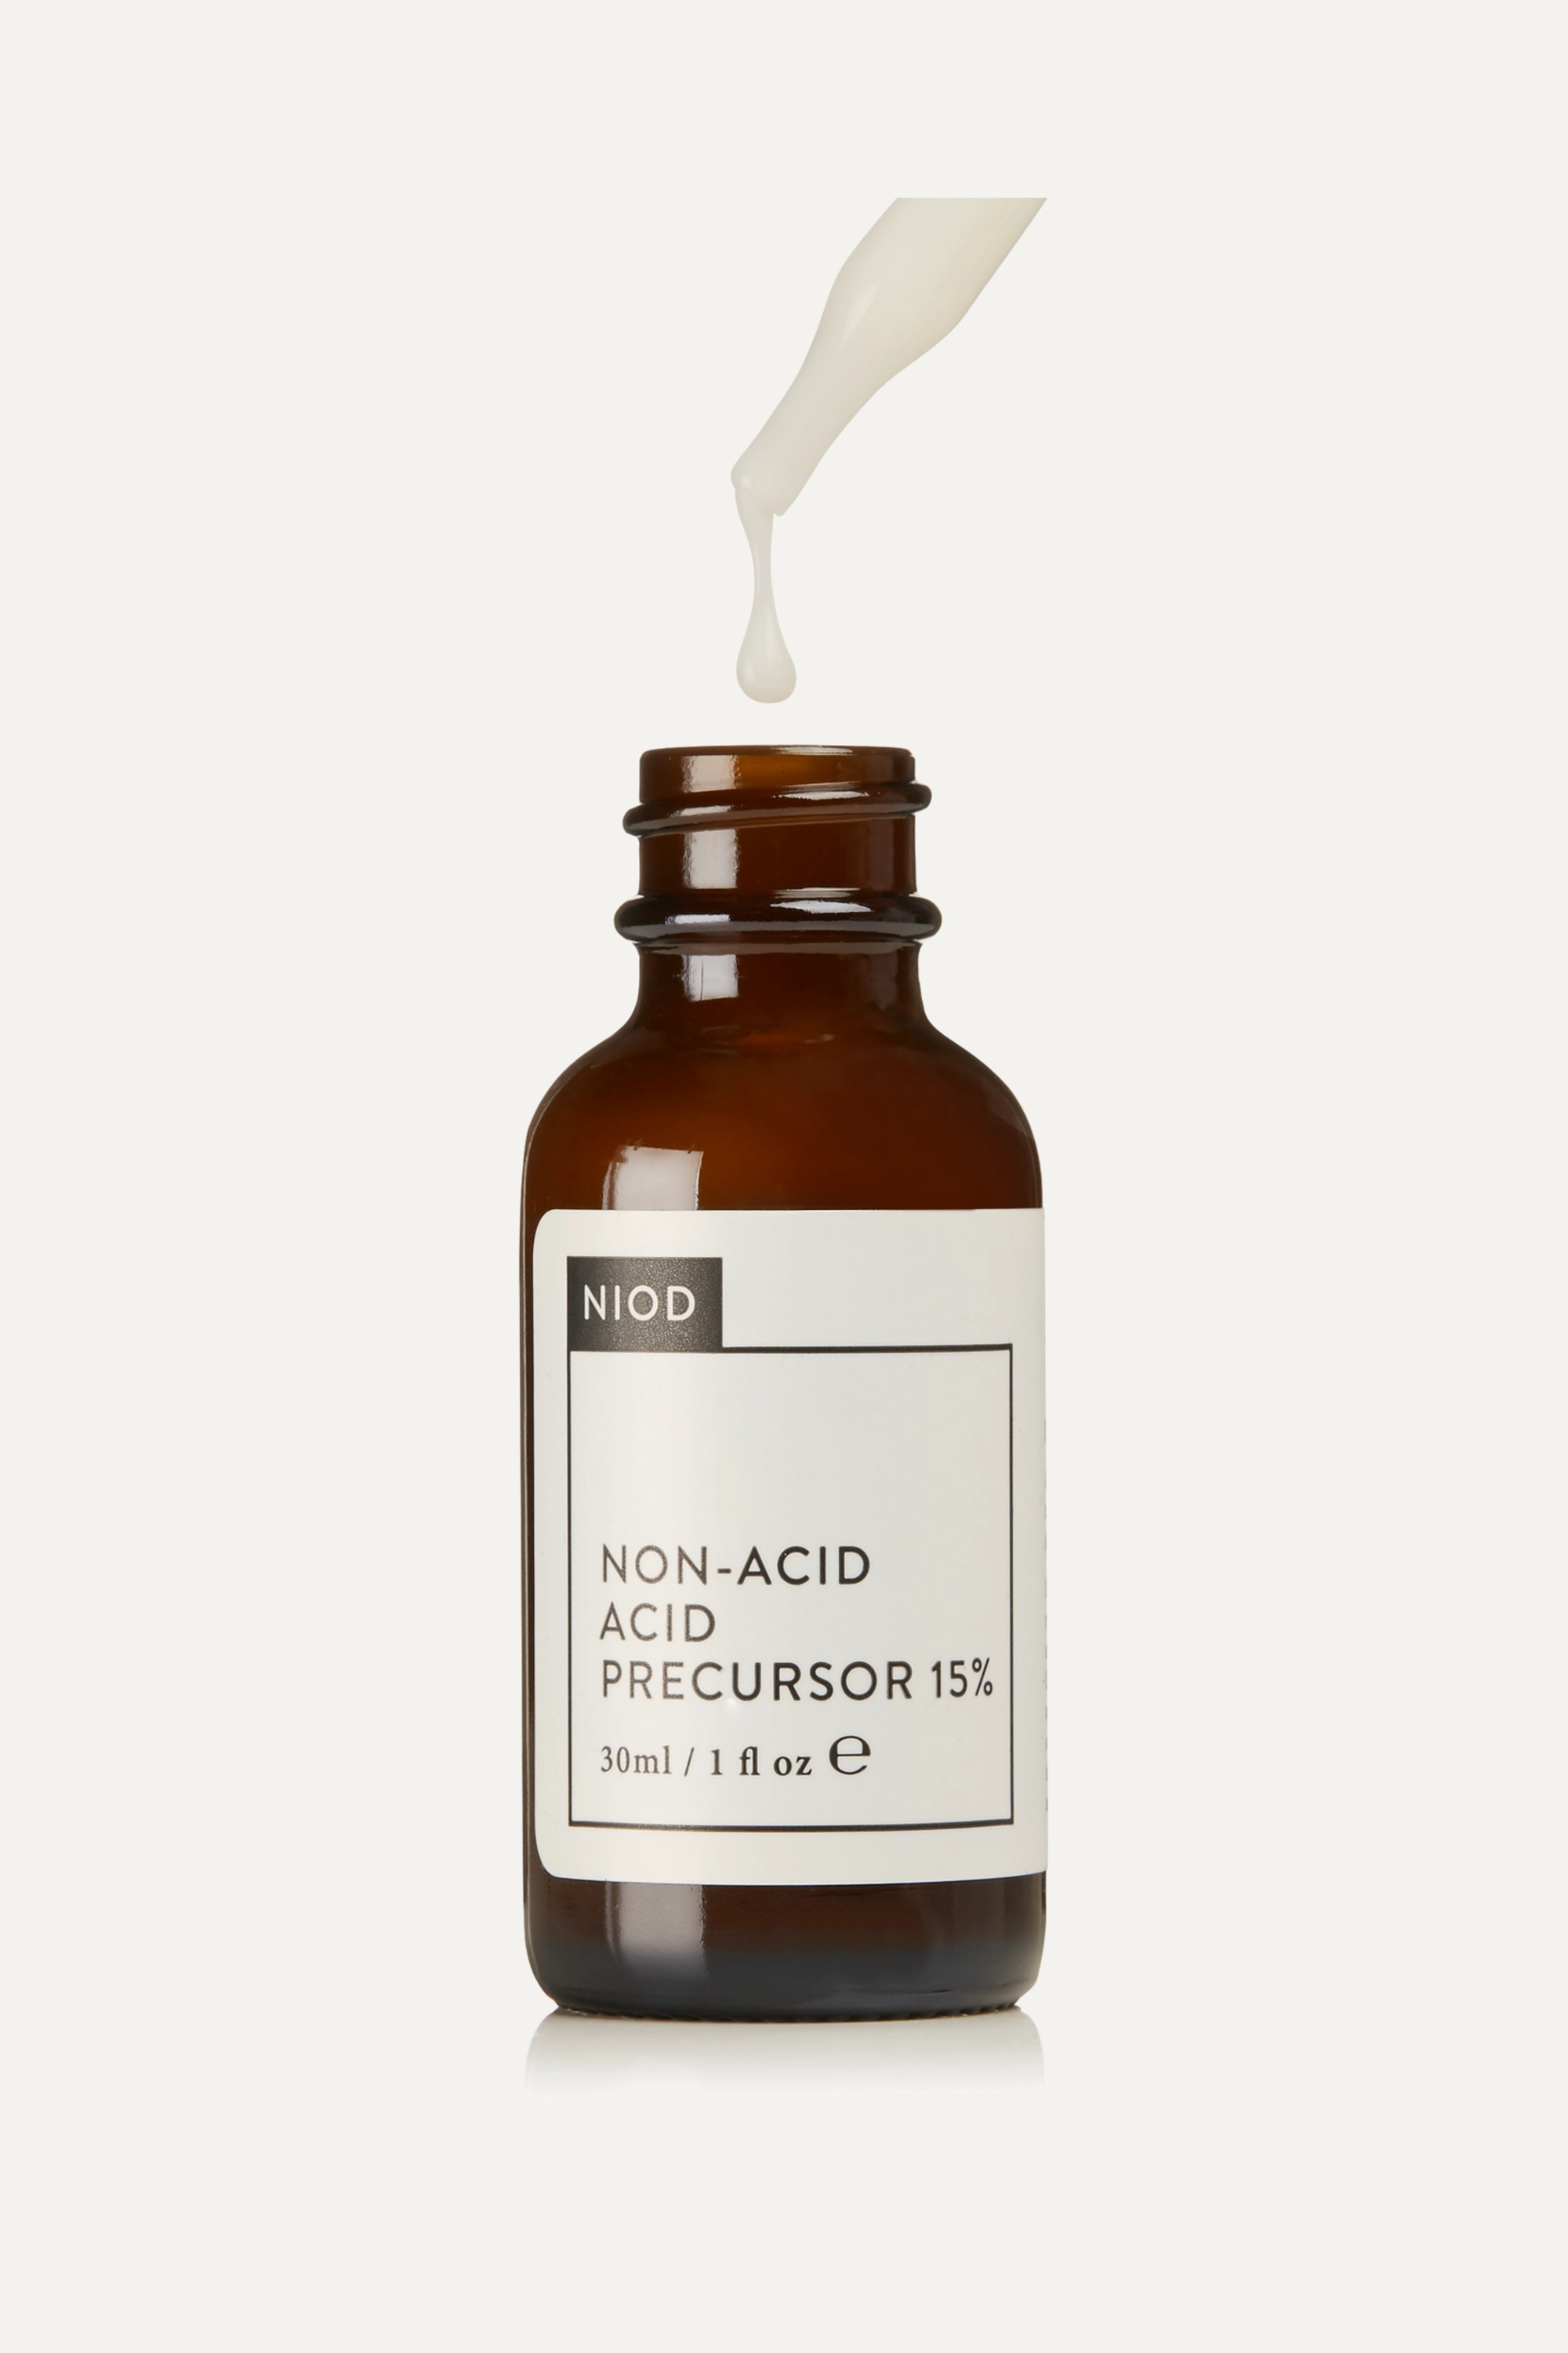 NIOD
NON-ACID
ACID
PRECURSOR 15%
30ml / 1 fl oz ℮